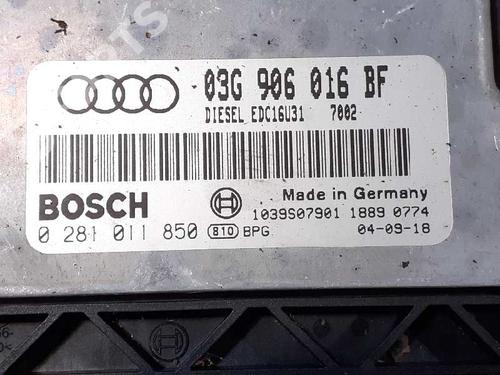 03G 906 016 BF
DIESEL EDC16U31 7002
BOSCH
Made in Germany
1039S07901 1889 0774
0 281 011 850 810 BPG 04-09-18